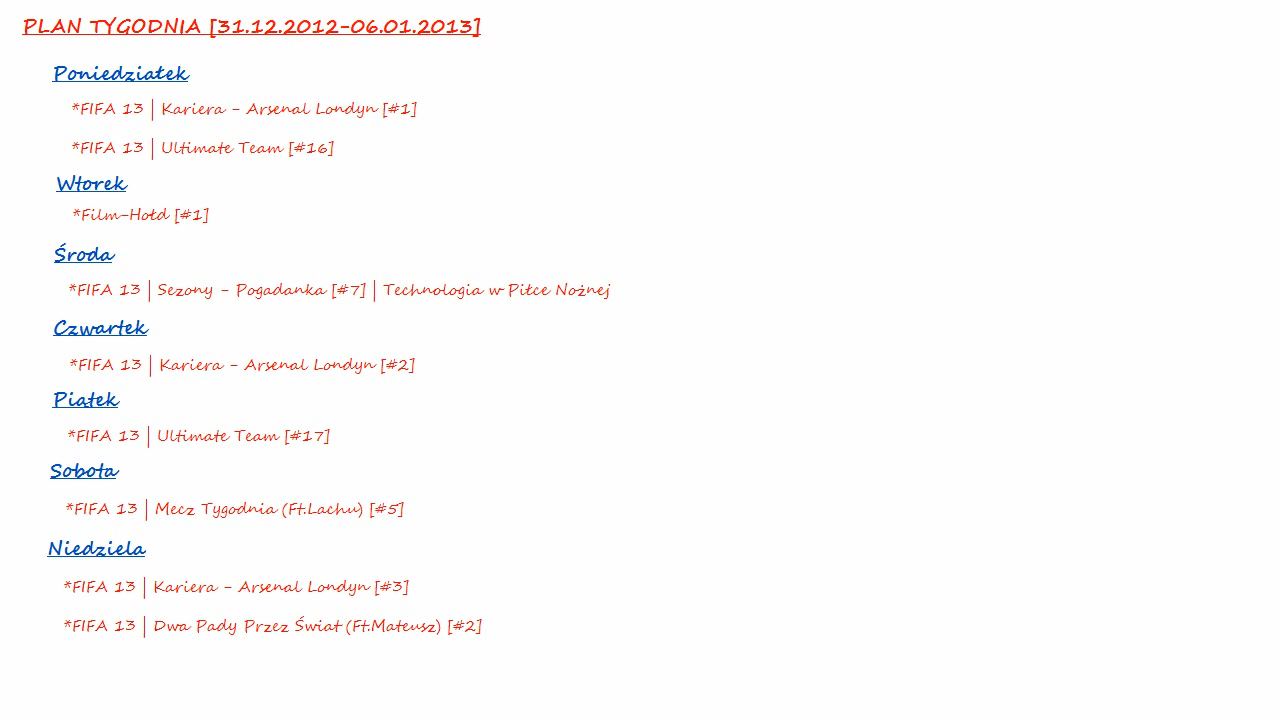 PLAN TYGODNIA [31.12.2012-06.01.2013]
Poniedziałek
*FIFA 13 | Kariera - Arsenal Londyn [#1]
*FIFA 13 | Ultimate Team [#16]
Wtorek
*Film-Hołd [#1]
Środa
*FIFA 13 | Sezony - Pogadanka [#7] | Technologia w Piłce Nożnej
Czwartek
*FIFA 13 | Kariera - Arsenal Londyn [#2]
Piątek
*FIFA 13 | Ultimate Team [#17]
Sobota
*FIFA 13 | Mecz Tygodnia (Ft.Lachu) [#5]
Niedziela
*FIFA 13 | Kariera - Arsenal Londyn [#3]
*FIFA 13 | Dwa Pady Przez Świat (Ft.Mateusz) [#2]